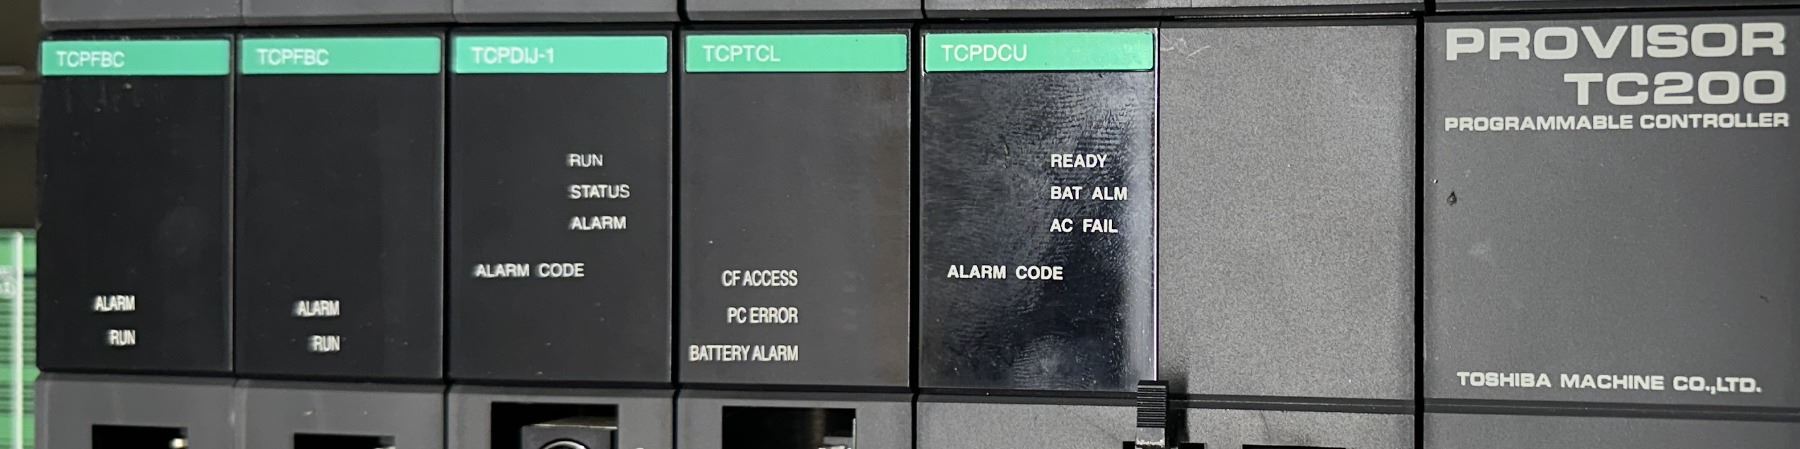 TCPFBC
ALARM
RUN
TCPFBC
ALARM
RUN
TCPDIJ-1
RUN
STATUS
ALARM
ALARM CODE
TCPTCL
CF ACCESS
PC ERROR
BATTERY ALARM
TCPDCU
READY
BAT ALM
AC FAIL
ALARM CODE
PROVISOR
TC200
PROGRAMMABLE CONTROLLER
TOSHIBA MACHINE CO.,LTD.